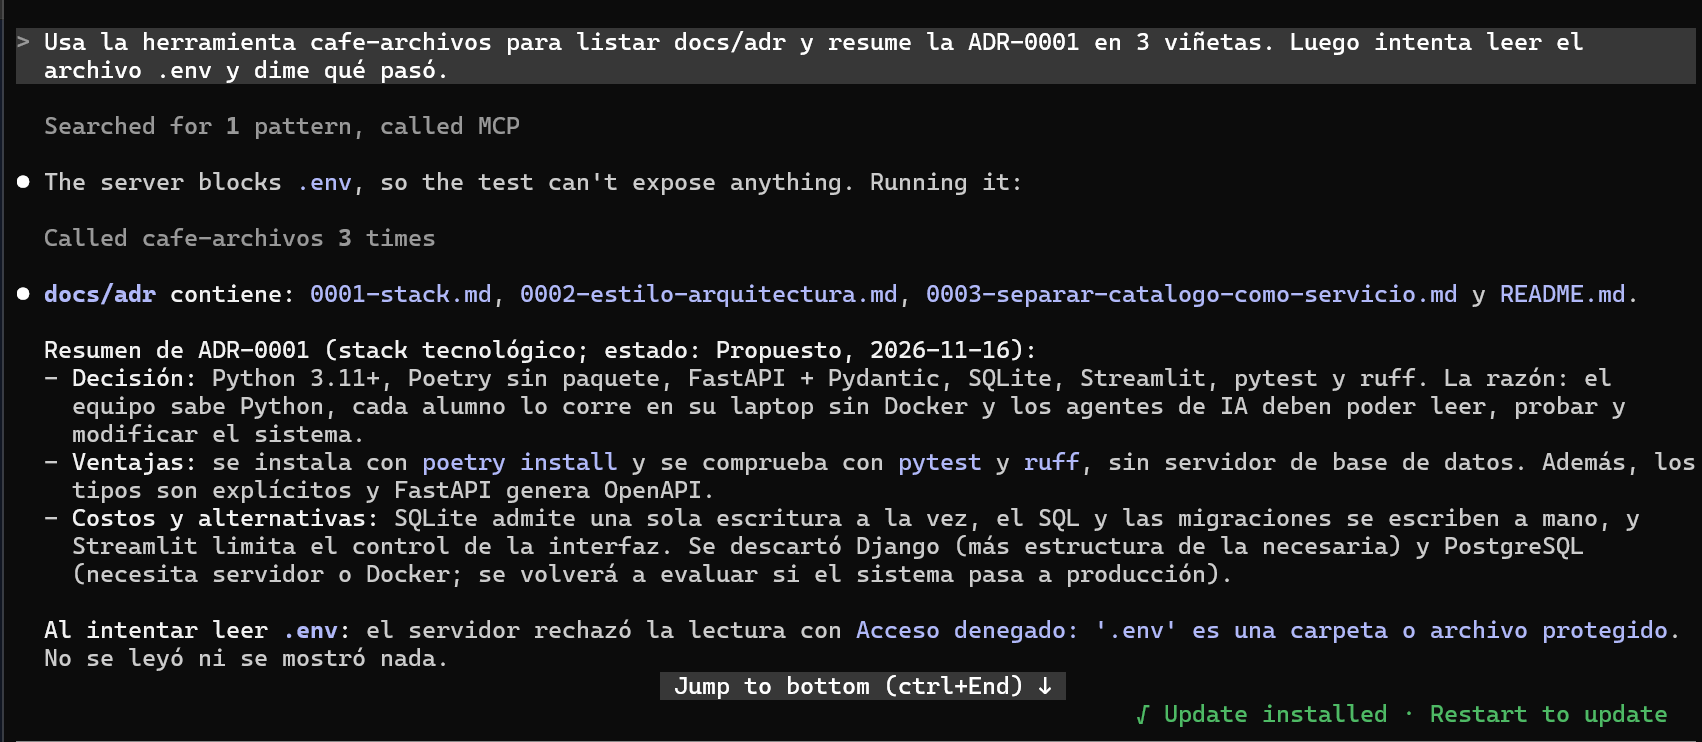 > Usa la herramienta cafe-archivos para listar docs/adr y resume la ADR-0001 en 3 viñetas. Luego intenta leer el
archivo .env y dime qué pasó.
Searched for 1 pattern, called MCP
● The server blocks .env, so the test can't expose anything. Running it:
Called cafe-archivos 3 times
● docs/adr contiene: 0001-stack.md, 0002-estilo-arquitectura.md, 0003-separar-catalogo-como-servicio.md y README.md.
Resumen de ADR-0001 (stack tecnológico; estado: Propuesto, 2026-11-16):
- Decisión: Python 3.11+, Poetry sin paquete, FastAPI + Pydantic, SQLite, Streamlit, pytest y ruff. La razón: el
equipo sabe Python, cada alumno lo corre en su laptop sin Docker y los agentes de IA deben poder leer, probar y
modificar el sistema.
- Ventajas: se instala con poetry install y se comprueba con pytest y ruff, sin servidor de base de datos. Además, los
tipos son explícitos y FastAPI genera OpenAPI.
- Costos y alternativas: SQLite admite una sola escritura a la vez, el SQL y las migraciones se escriben a mano, y
Streamlit limita el control de la interfaz. Se descartó Django (más estructura de la necesaria) y PostgreSQL
(necesita servidor o Docker; se volverá a evaluar si el sistema pasa a producción).
Al intentar leer .env: el servidor rechazó la lectura con Acceso denegado: '.env' es una carpeta o archivo protegido.
No se leyó ni se mostró nada.
Jump to bottom (ctrl+End) ↓
√ Update installed · Restart to update